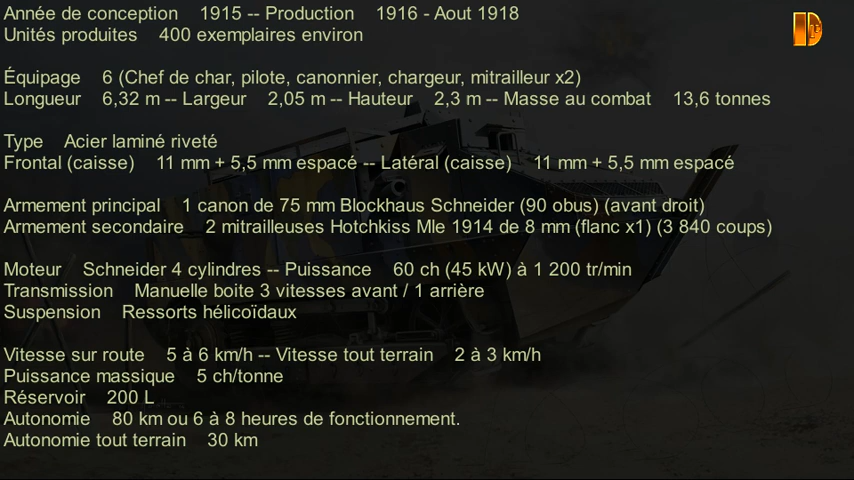 Année de conception 1915 -- Production 1916 - Aout 1918
Unités produites 400 exemplaires environ
Équipage 6 (Chef de char, pilote, canonnier, chargeur, mitrailleur x2)
Longueur 6,32 m -- Largeur 2,05 m -- Hauteur 2,3 m -- Masse au combat 13,6 tonnes
Type Acier laminé riveté
Frontal (caisse) 11 mm + 5,5 mm espacé -- Latéral (caisse) 11 mm + 5,5 mm espacé
Armement principal 1 canon de 75 mm Blockhaus Schneider (90 obus) (avant droit)
Armement secondaire 2 mitrailleuses Hotchkiss Mle 1914 de 8 mm (flanc x1) (3 840 coups)
Moteur Schneider 4 cylindres -- Puissance 60 ch (45 kW) à 1 200 tr/min
Transmission Manuelle boite 3 vitesses avant / 1 arrière
Suspension Ressorts hélicoïdaux
Vitesse sur route 5 à 6 km/h -- Vitesse tout terrain 2 à 3 km/h
Puissance massique 5 ch/tonne
Réservoir 200 L
Autonomie 80 km ou 6 à 8 heures de fonctionnement.
Autonomie tout terrain 30 km